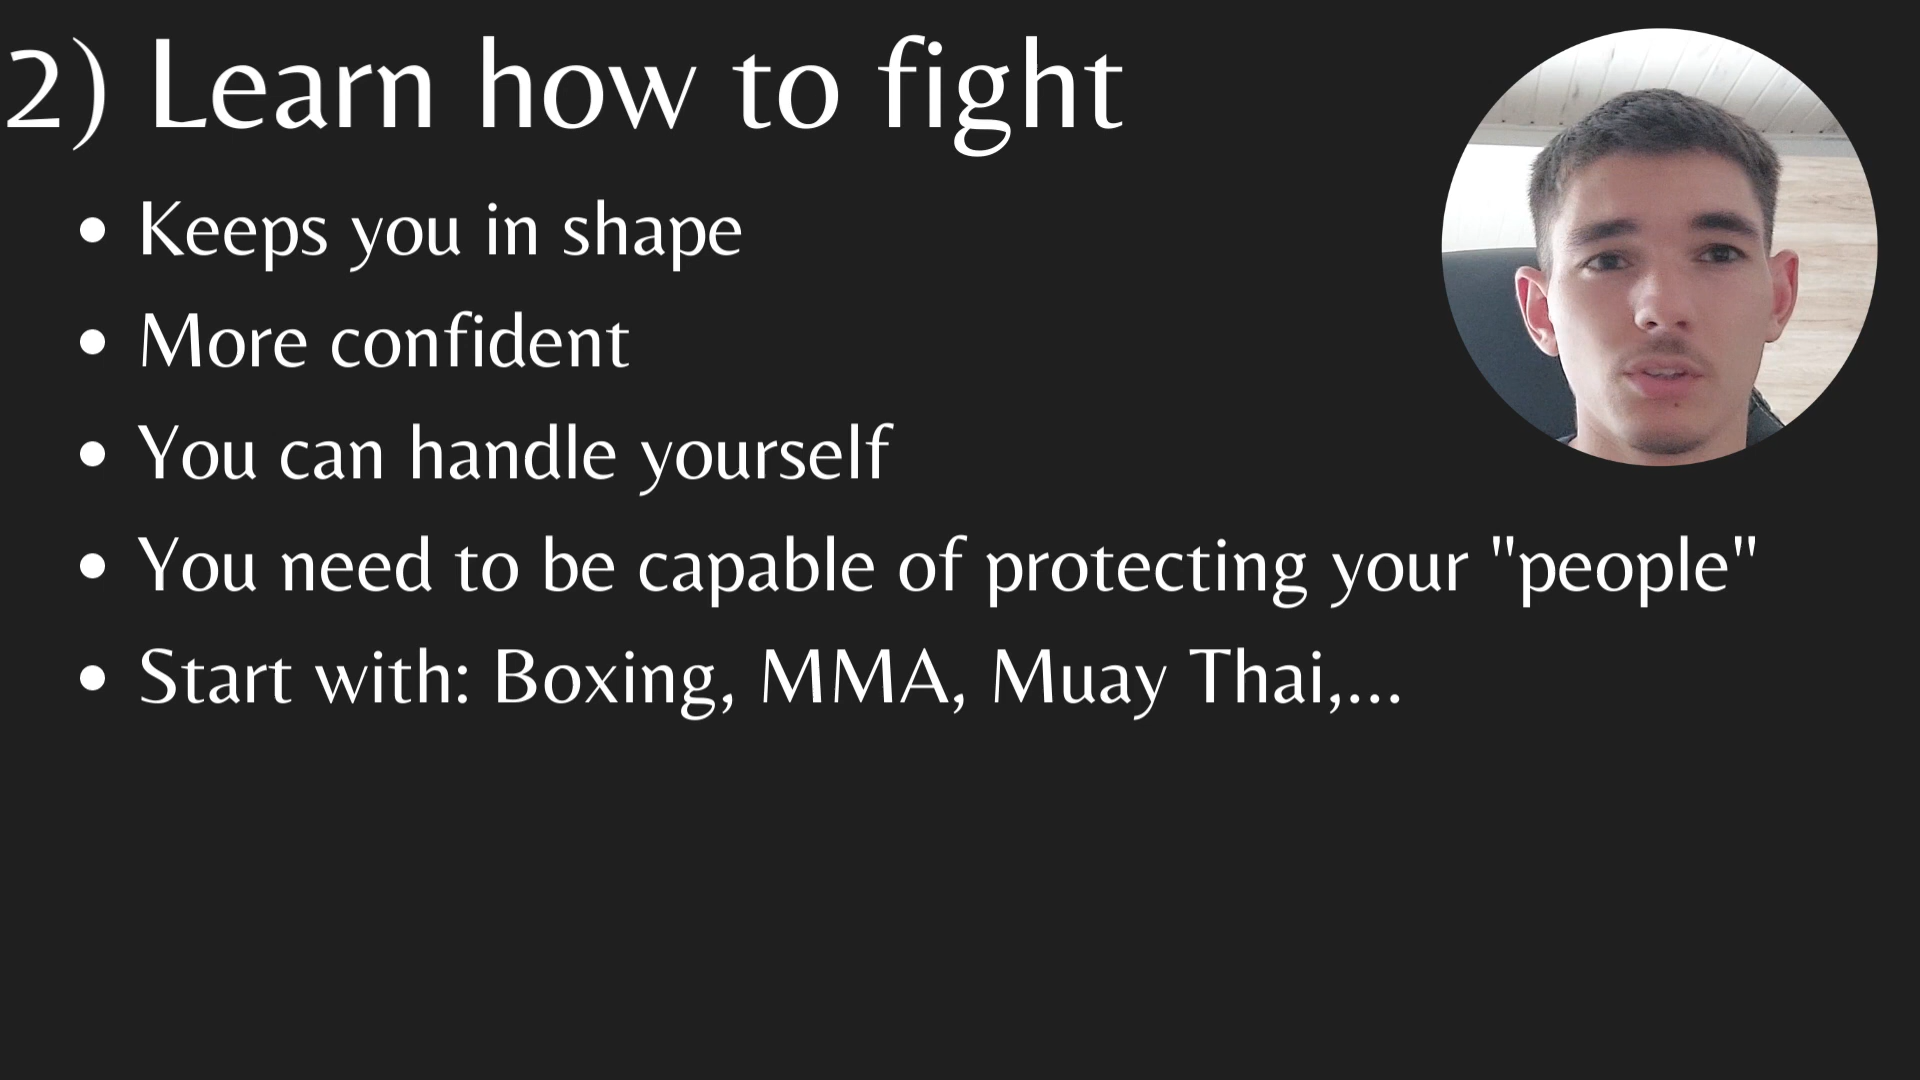 2) Learn how to fight
• Keeps you in shape
• More confident
• You can handle yourself
• You need to be capable of protecting your "people"
• Start with: Boxing, MMA, Muay Thai,...